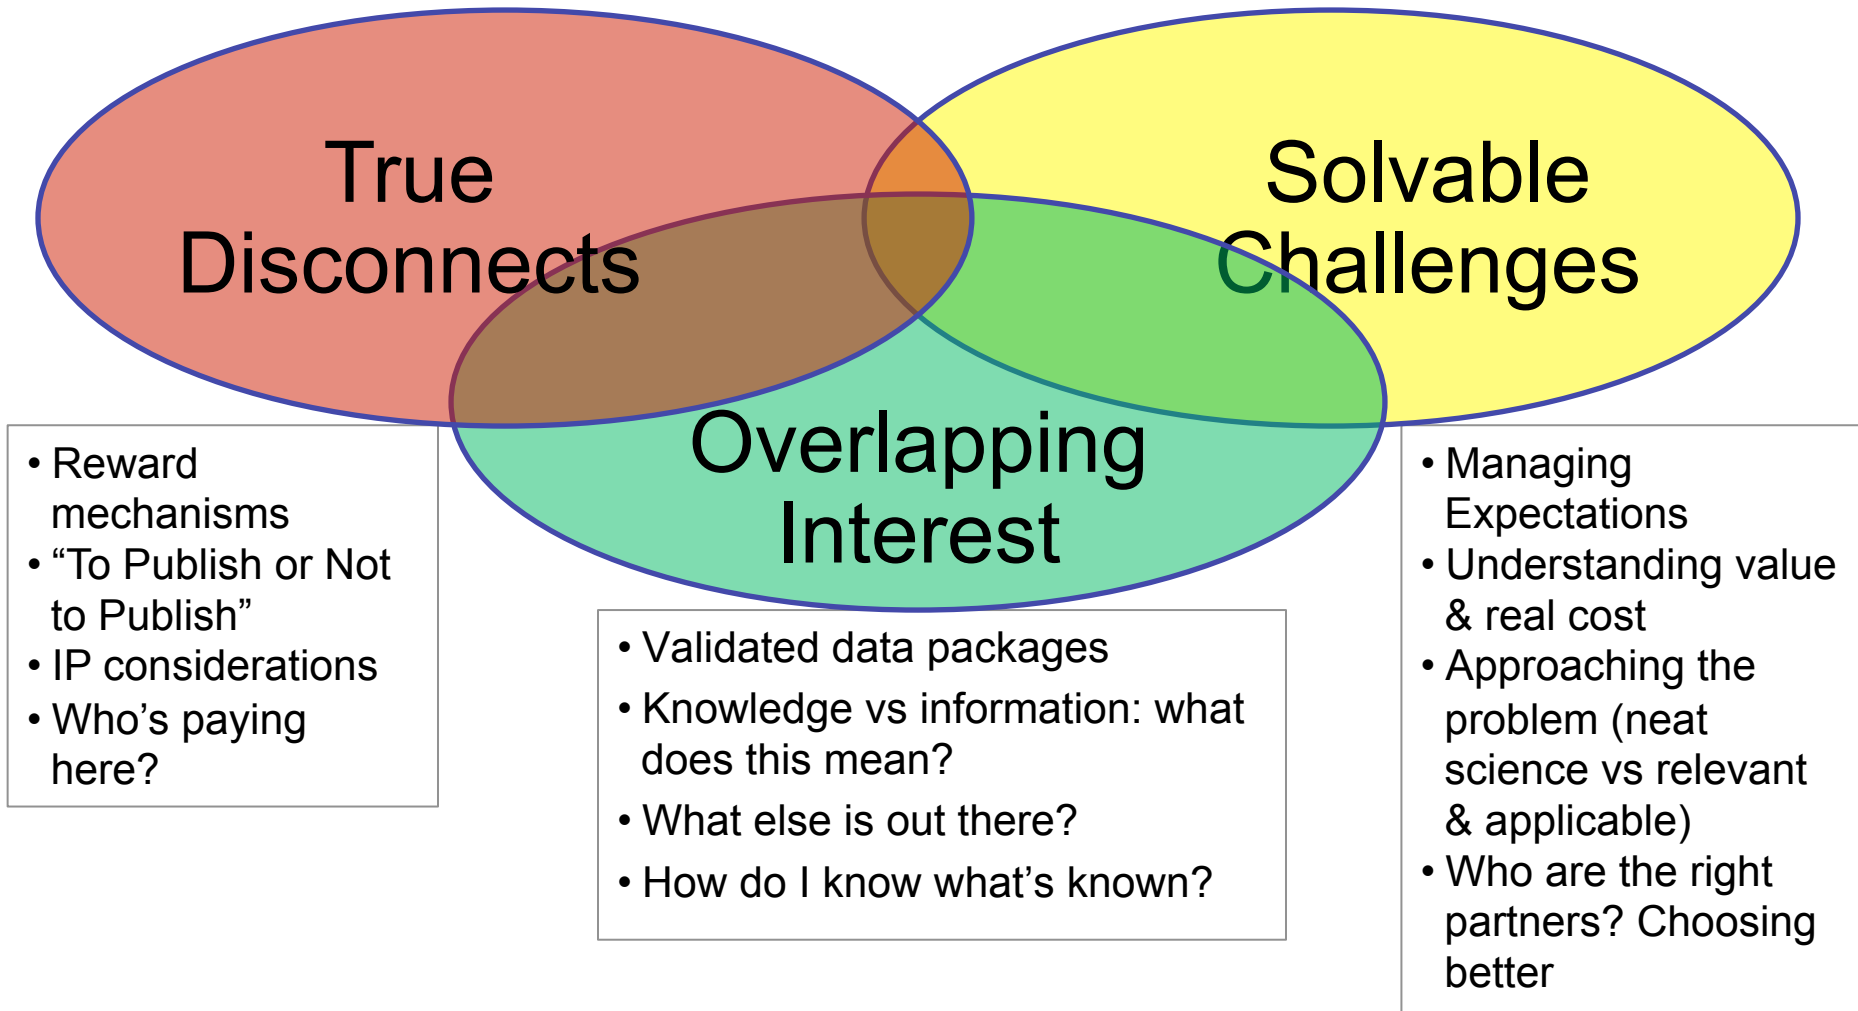 True
Disconnects
Solvable
Challenges
Overlapping
Interest
• Reward
mechanisms
• “To Publish or Not
to Publish”
• IP considerations
• Who’s paying
here?
• Validated data packages
• Knowledge vs information: what
does this mean?
• What else is out there?
• How do I know what’s known?
• Managing
Expectations
• Understanding value
& real cost
• Approaching the
problem (neat
science vs relevant
& applicable)
• Who are the right
partners? Choosing
better